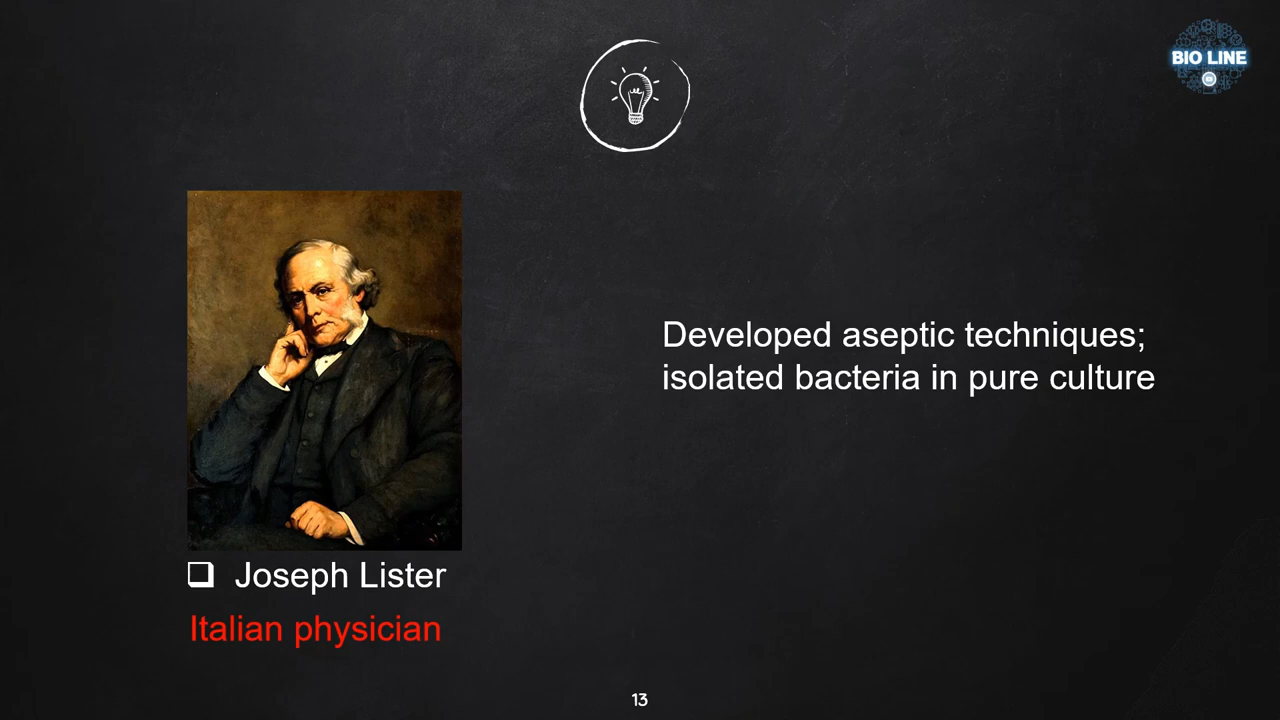 BIO LINE
Developed aseptic techniques;
isolated bacteria in pure culture
❑ Joseph Lister
Italian physician
13